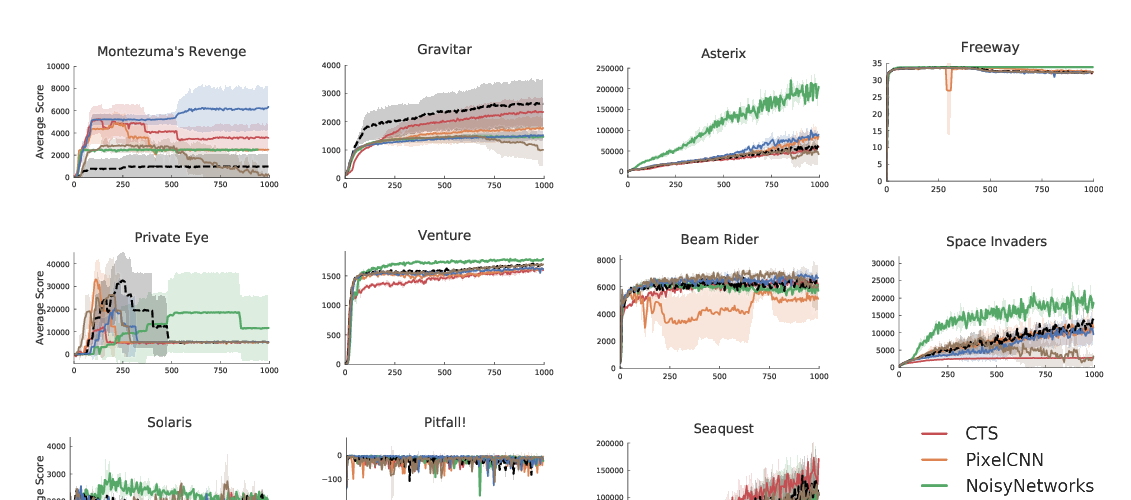 Montezuma's Revenge
Gravitar
Asterix
Freeway
Average Score
10000
8000
6000
4000
2000
0
0 250 500 750 1000
4000
3000
2000
1000
0
0 250 500 750 1000
250000
200000
150000
100000
50000
0
0 250 500 750 1000
35
30
25
20
15
10
5
0
0 250 500 750 1000
Private Eye
Venture
Beam Rider
Space Invaders
Average Score
40000
30000
20000
10000
0
0 250 500 750 1000
1500
1000
500
0
0 250 500 750 1000
8000
6000
4000
2000
0
0 250 500 750 1000
30000
25000
20000
15000
10000
5000
0
0 250 500 750 1000
Solaris
Pitfall!
Seaquest
ge Score
4000
3000
0
−100
200000
150000
100000
CTS
PixelCNN
NoisyNetworks